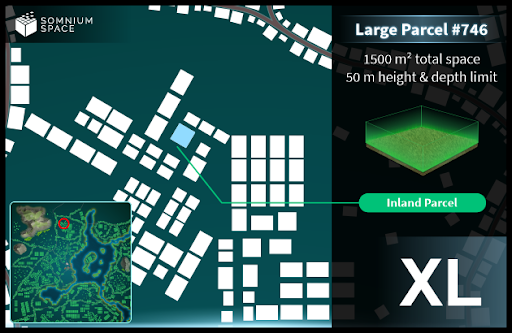 SOMNIUM
SPACE
Large Parcel #746
1500 m² total space
50 m height & depth limit
Inland Parcel
XL